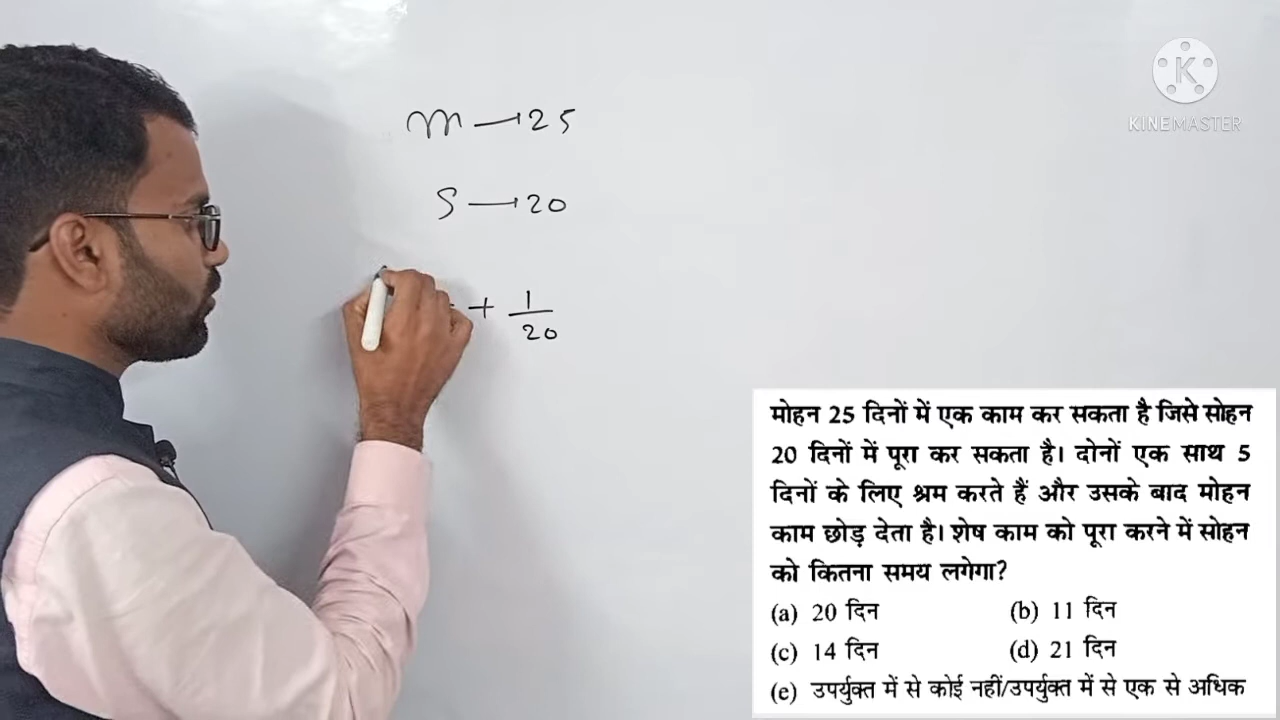 KINEMASTER
m → 25
S → 20
+ 1/20
मोहन 25 दिनों में एक काम कर सकता है जिसे सोहन
20 दिनों में पूरा कर सकता है। दोनों एक साथ 5
दिनों के लिए श्रम करते हैं और उसके बाद मोहन
काम छोड़ देता है। शेष काम को पूरा करने में सोहन
को कितना समय लगेगा?
(a) 20 दिन (b) 11 दिन
(c) 14 दिन (d) 21 दिन
(e) उपर्युक्त में से कोई नहीं/उपर्युक्त में से एक से अधिक